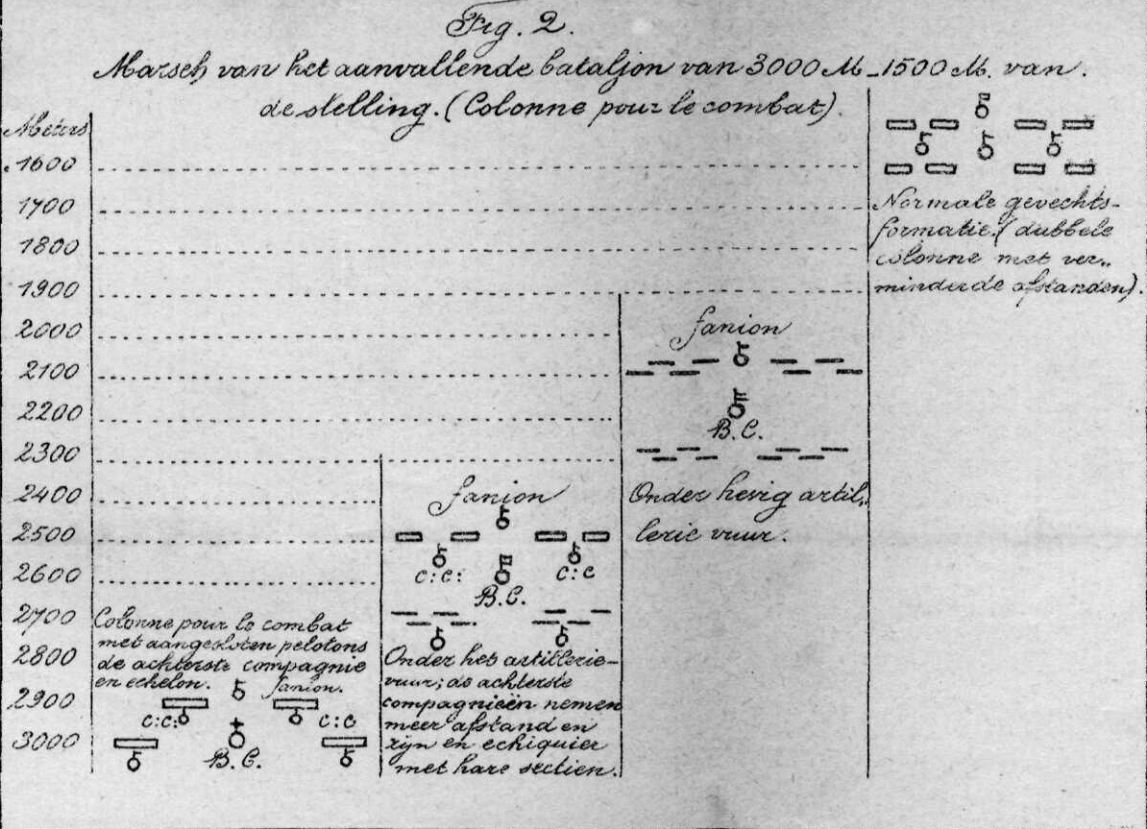 Fig. 2.
Marsch van het aanvallende bataljon van 3000 M_1500 M. van.
de stelling. (Colonne pour le combat).
Meters
1600
1700
1800
1900
2000
2100
2200
2300
2400
2500
2600
2700
2800
2900
3000
Colonne pour le combat
met aangesloten pelotons
de achterste compagnie
en echelon.
fanion.
c:c:
c:c
B.C.
fanion
c:c:
c:c
B.C.
Onder het artillerie-
vuur; de achterste
compagnieën nemen
meer afstand en
zijn en echiquier
met hare sectien.
fanion
B.C.
Onder hevig artil„
lerie vuur.
Normale gevechts-
formatie. (dubbele
colonne met ver„
minderde afstanden).